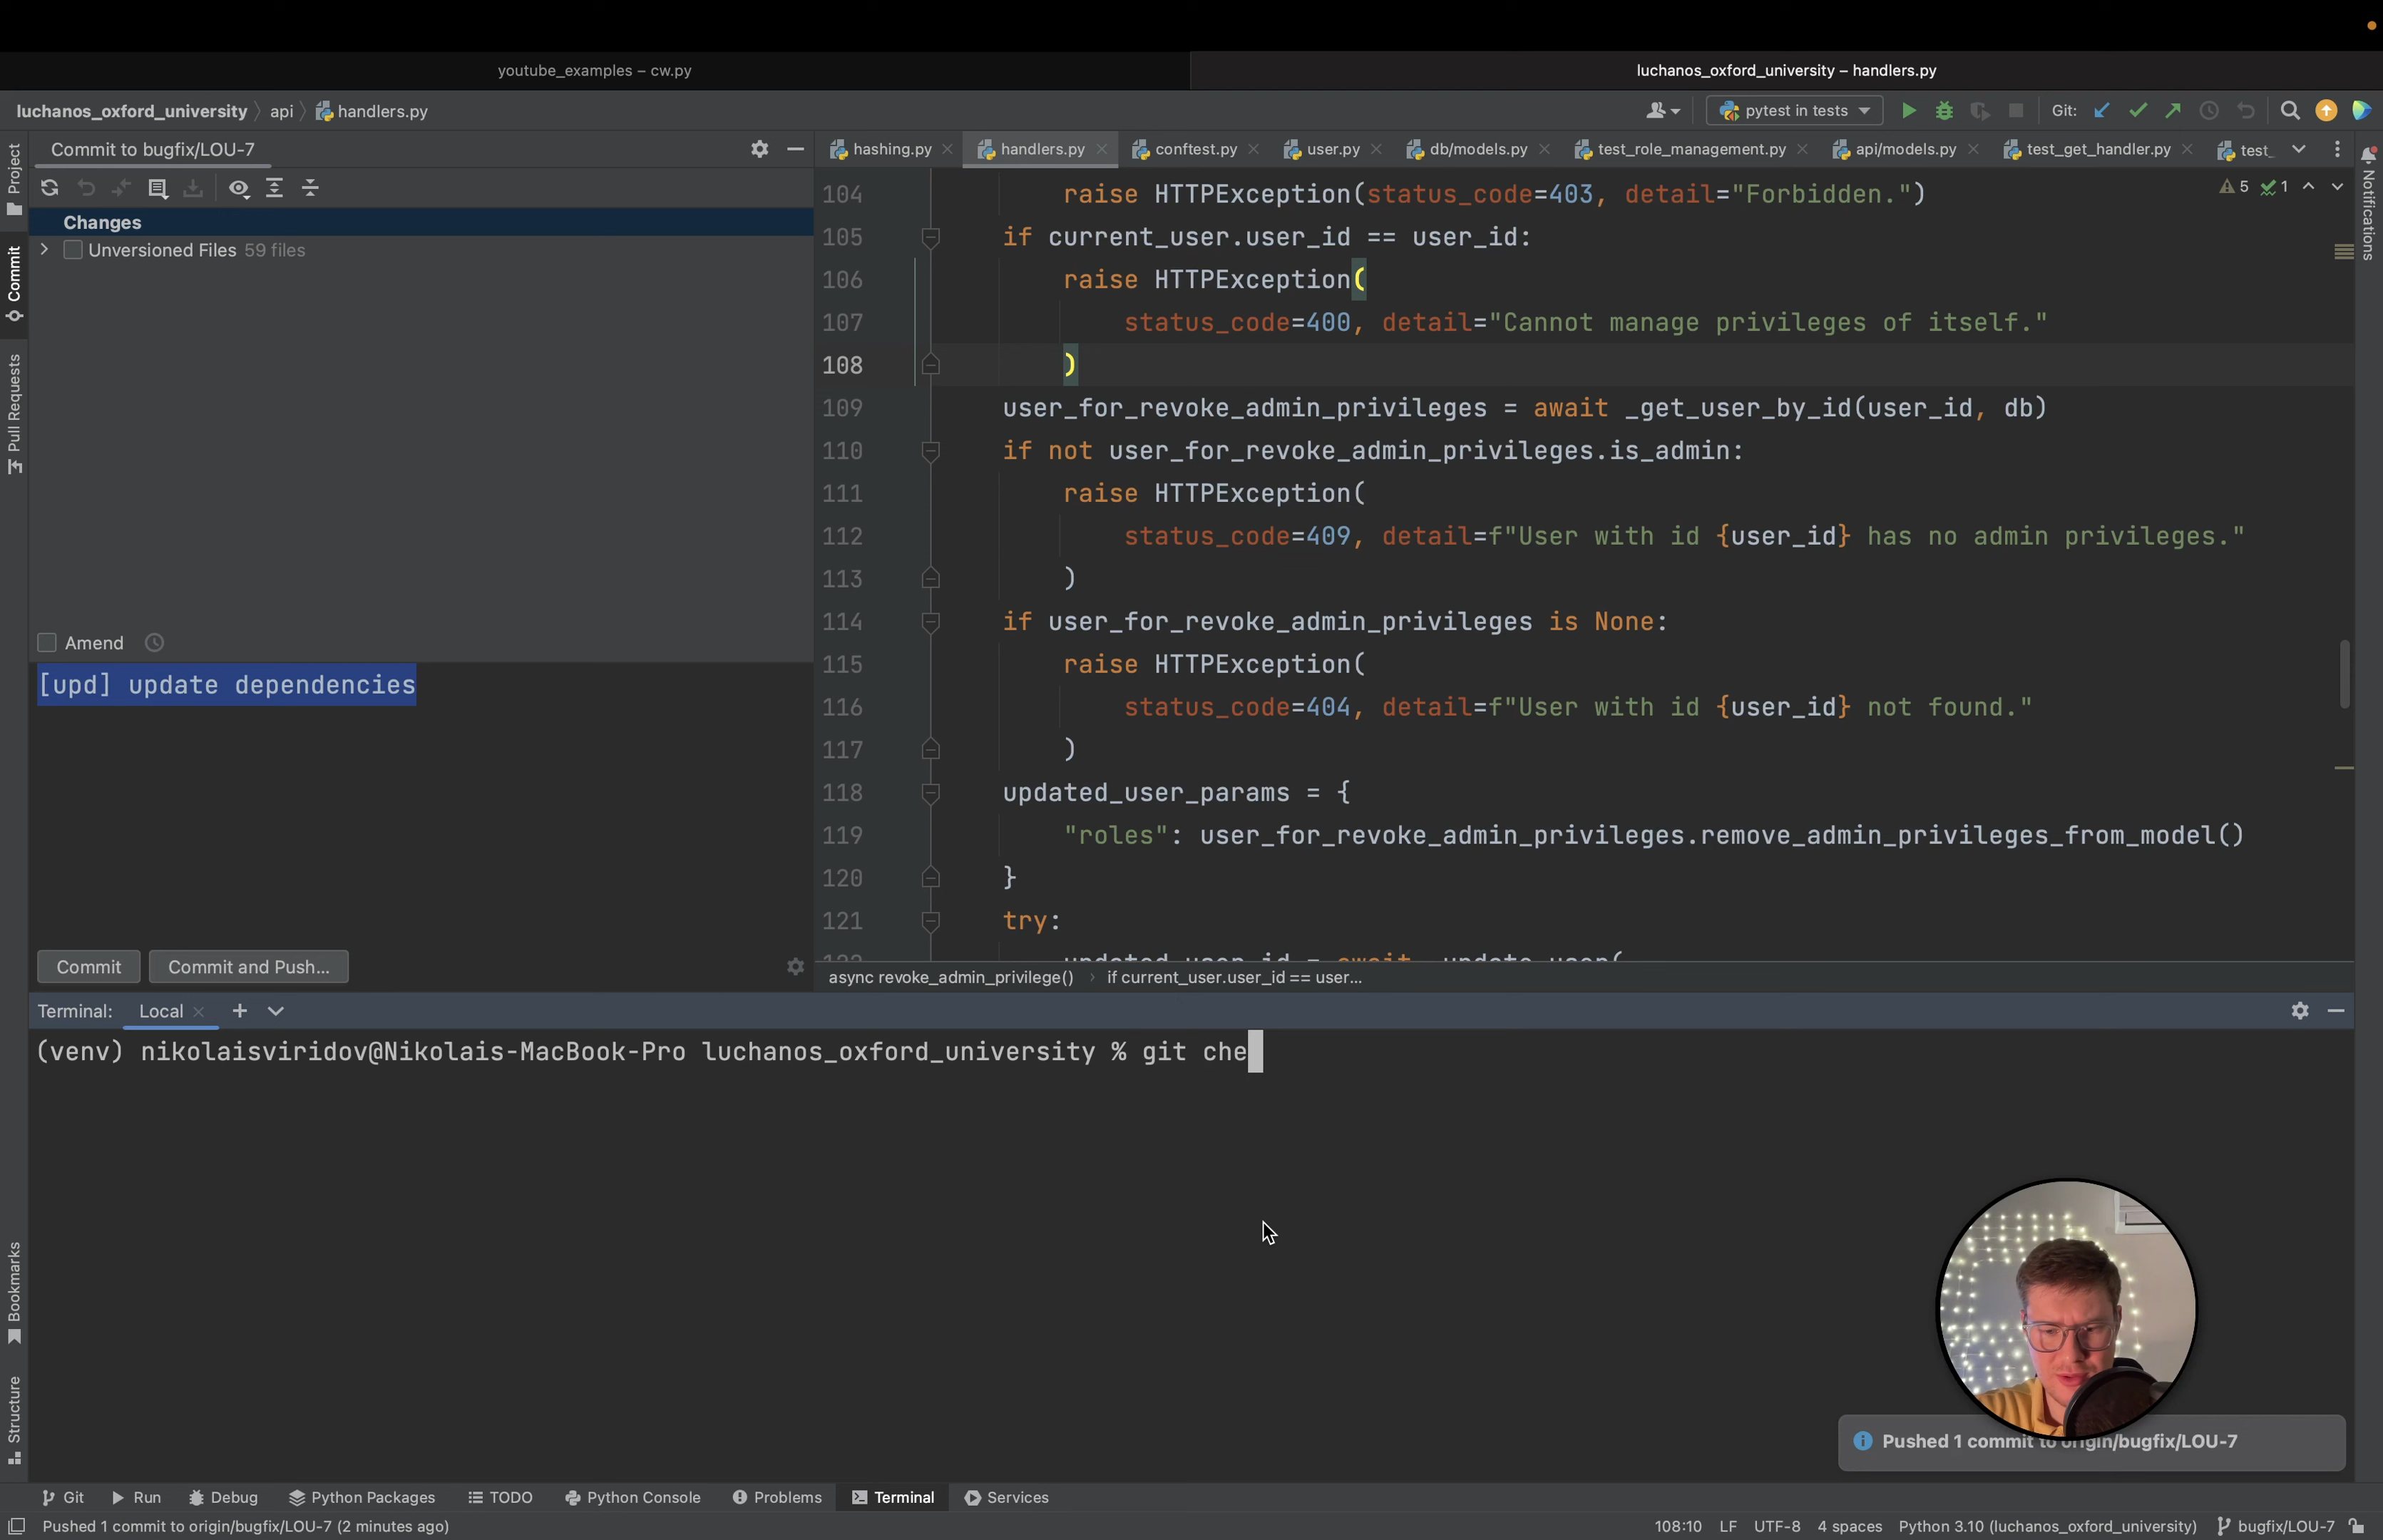 youtube_examples – cw.py
luchanos_oxford_university – handlers.py
luchanos_oxford_university api handlers.py
pytest in tests
Git:
Commit to bugfix/LOU-7
hashing.py
handlers.py
conftest.py
user.py
db/models.py
test_role_management.py
api/models.py
test_get_handler.py
test_
Project
Commit
Pull Requests
Bookmarks
Structure
Notifications
Changes
Unversioned Files 59 files
Amend
[upd] update dependencies
Commit
Commit and Push...
5 1
104 raise HTTPException(status_code=403, detail="Forbidden.")
105 if current_user.user_id == user_id:
106 raise HTTPException(
107 status_code=400, detail="Cannot manage privileges of itself."
108 )
109 user_for_revoke_admin_privileges = await _get_user_by_id(user_id, db)
110 if not user_for_revoke_admin_privileges.is_admin:
111 raise HTTPException(
112 status_code=409, detail=f"User with id {user_id} has no admin privileges."
113 )
114 if user_for_revoke_admin_privileges is None:
115 raise HTTPException(
116 status_code=404, detail=f"User with id {user_id} not found."
117 )
118 updated_user_params = {
119 "roles": user_for_revoke_admin_privileges.remove_admin_privileges_from_model()
120 }
121 try:
122 updated_user_id = await _update_user(
async revoke_admin_privilege() if current_user.user_id == user...
Terminal: Local
(venv) nikolaisviridov@Nikolais-MacBook-Pro luchanos_oxford_university % git che
Pushed 1 commit to origin/bugfix/LOU-7
Git Run Debug Python Packages TODO Python Console Problems Terminal Services
Pushed 1 commit to origin/bugfix/LOU-7 (2 minutes ago)
108:10 LF UTF-8 4 spaces Python 3.10 (luchanos_oxford_university) bugfix/LOU-7